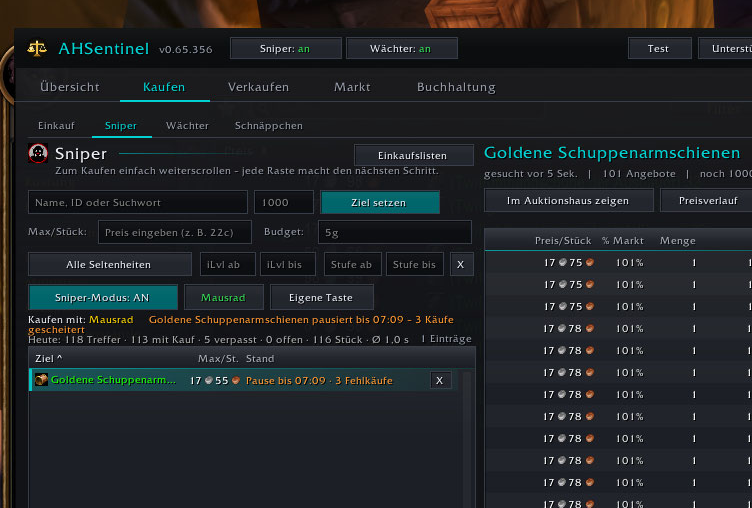 AHSentinel v0.65.356 Sniper: an Wächter: an Test Unterstü
Übersicht Kaufen Verkaufen Markt Buchhaltung
Einkauf Sniper Wächter Schnäppchen
Sniper Einkaufslisten
Zum Kaufen einfach weiterscrollen - jede Raste macht den nächsten Schritt.
Name, ID oder Suchwort 1000 Ziel setzen
Max/Stück: Preis eingeben (z. B. 22c) Budget: 5g
Alle Seltenheiten iLvl ab iLvl bis Stufe ab Stufe bis X
Sniper-Modus: AN Mausrad Eigene Taste
Kaufen mit: Mausrad Goldene Schuppenarmschienen pausiert bis 07:09 - 3 Käufe
gescheitert
Heute: 118 Treffer · 113 mit Kauf · 5 verpasst · 0 offen · 116 Stück · Ø 1,0 s 1 Einträge
Ziel ^ Max/St. Stand
Goldene Schuppenarm... 17 55 Pause bis 07:09 · 3 Fehlkäufe X
Goldene Schuppenarmschienen
gesucht vor 5 Sek. | 101 Angebote | noch 1000
Im Auktionshaus zeigen Preisverlauf
Preis/Stück % Markt Menge
17 75 101% 1
17 75 101% 1
17 75 101% 1
17 78 101% 1
17 78 101% 1
17 78 101% 1
17 78 101% 1
17 78 101% 1
17 78 101% 1
17 78 101% 1
17 78 101% 1
17 78 101% 1